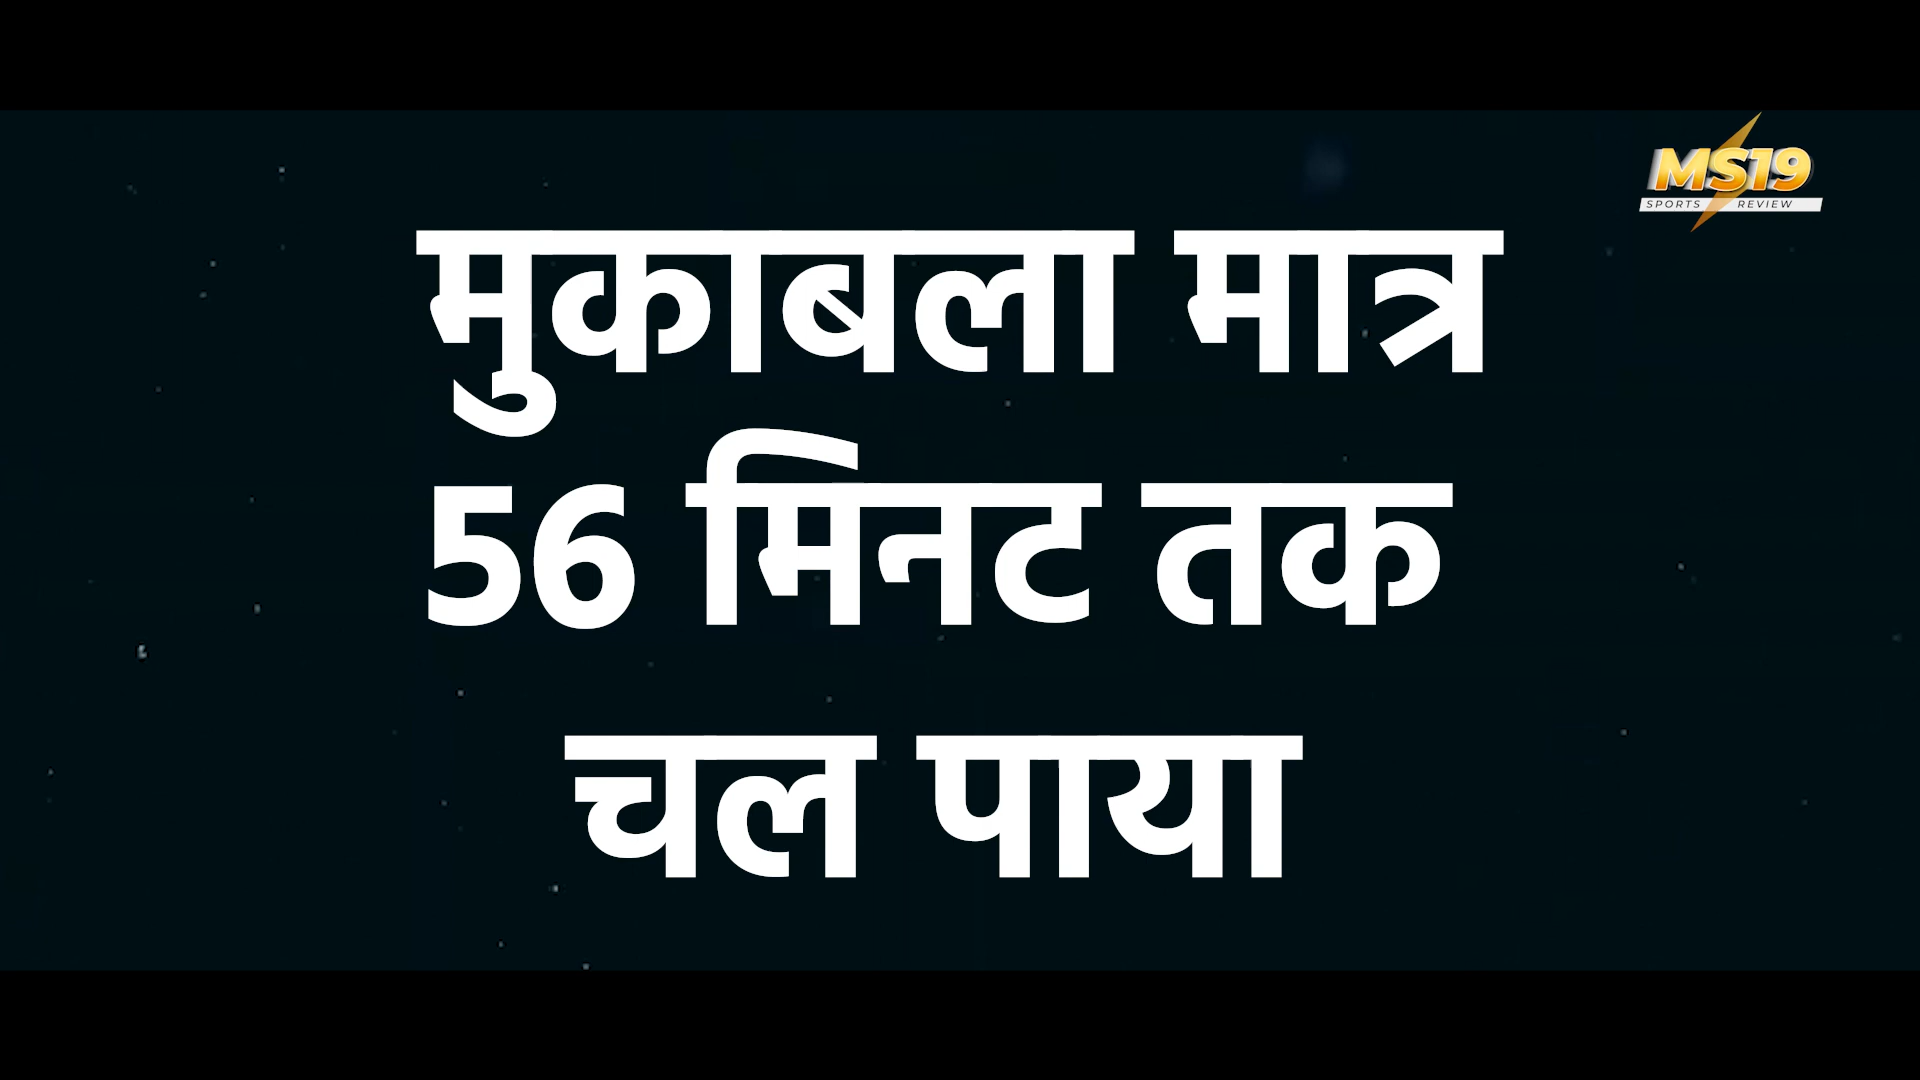 MS19
SPORTS REVIEW
मुकाबला मात्र
56 मिनट तक
चल पाया